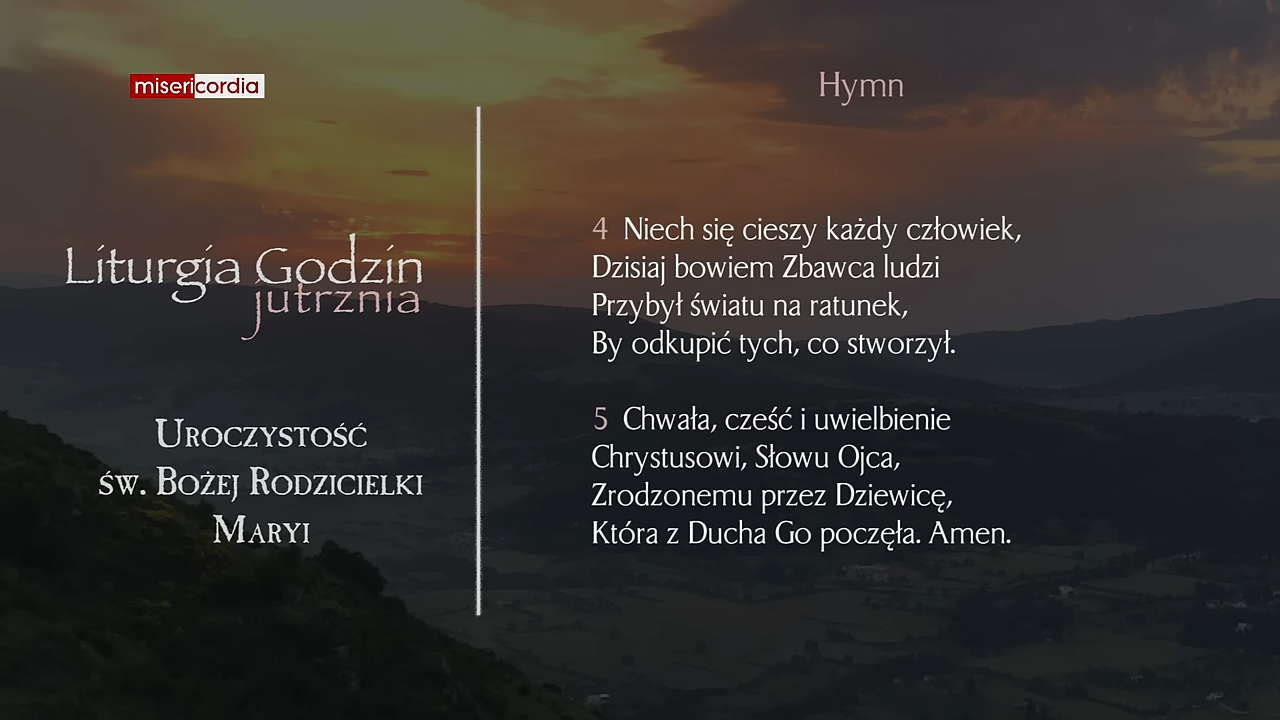 misericordia
Liturgia Godzin
jutrznia
Uroczystość
św. Bożej Rodzicielki
Maryi
Hymn
4 Niech się cieszy każdy człowiek,
Dzisiaj bowiem Zbawca ludzi
Przybył światu na ratunek,
By odkupić tych, co stworzył.
5 Chwała, cześć i uwielbienie
Chrystusowi, Słowu Ojca,
Zrodzonemu przez Dziewicę,
Która z Ducha Go poczęła. Amen.